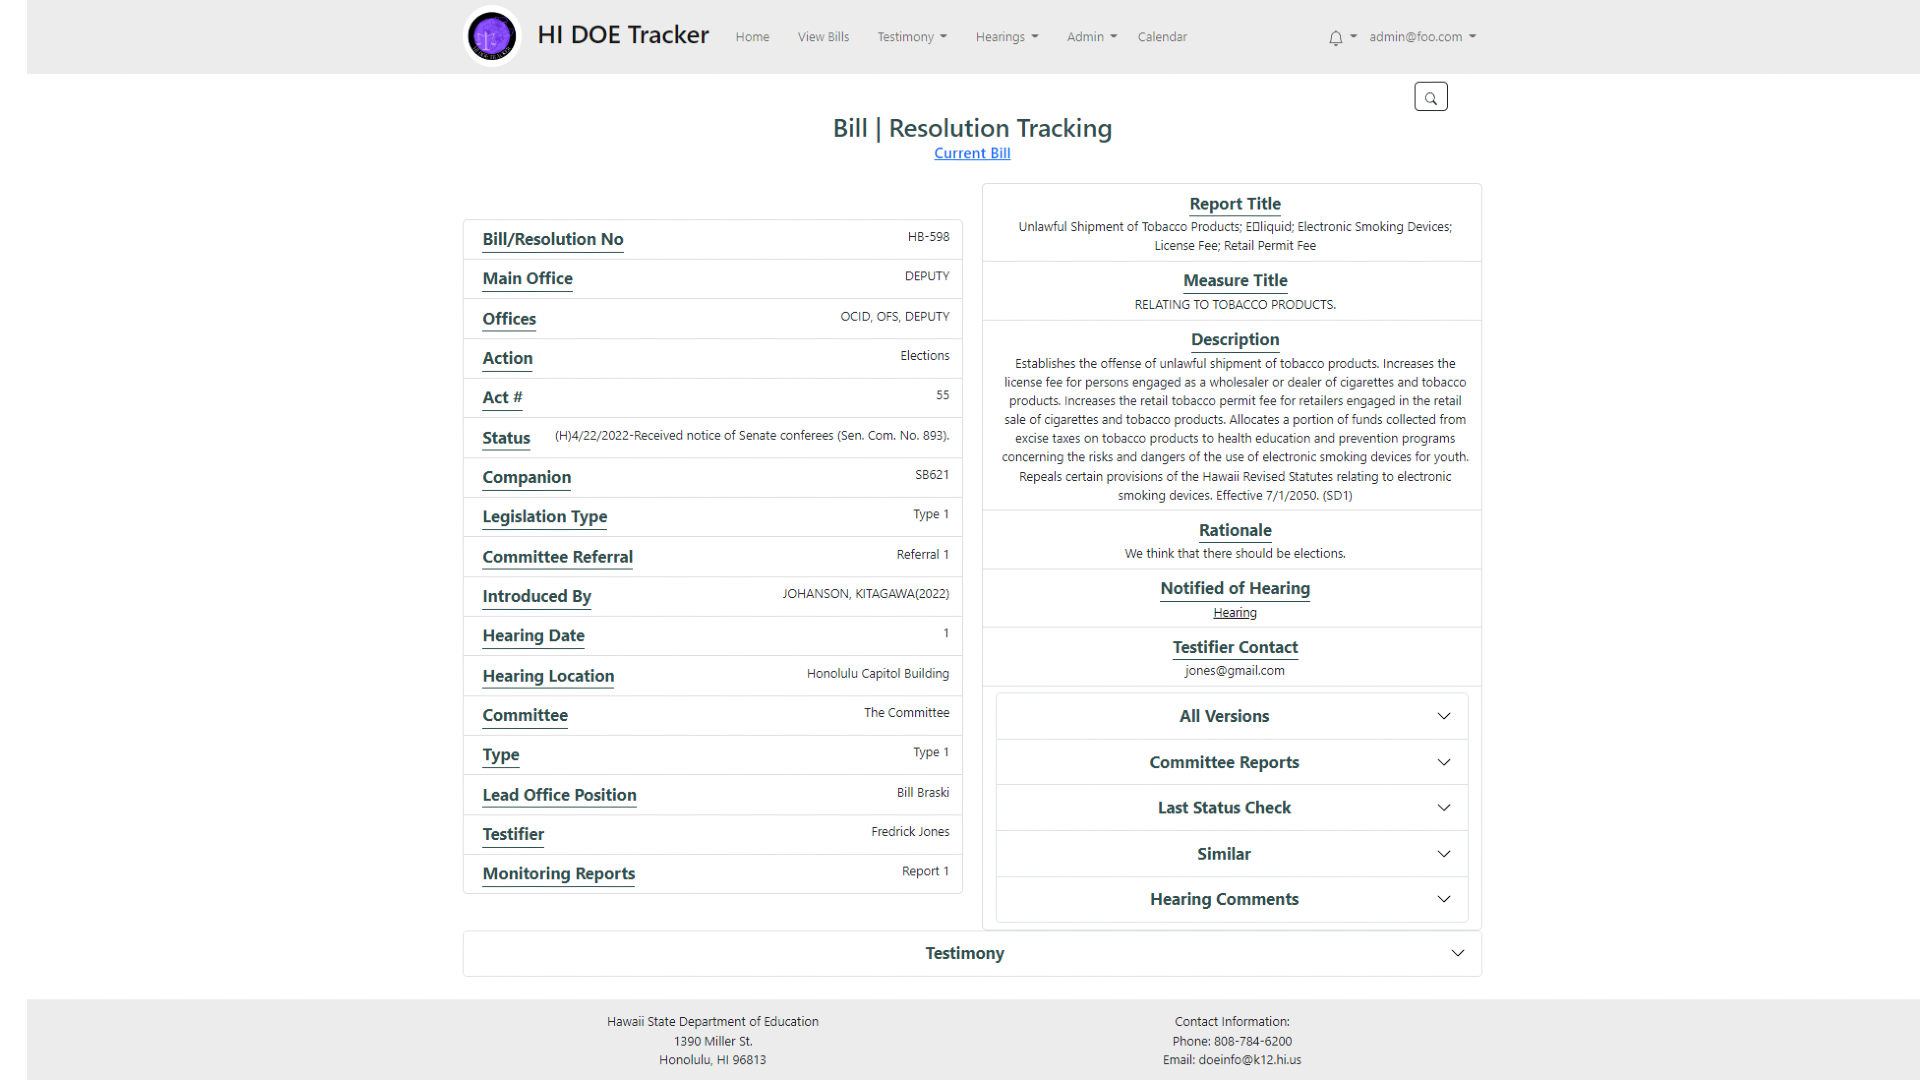 HI DOE Tracker
Home
View Bills
Testimony
Hearings
Admin
Calendar
admin@foo.com
Bill | Resolution Tracking
Current Bill
Bill/Resolution No
HB-598
Main Office
DEPUTY
Offices
OCID, OFS, DEPUTY
Action
Elections
Act #
55
Status
(H)4/22/2022-Received notice of Senate conferees (Sen. Com. No. 893).
Companion
SB621
Legislation Type
Type 1
Committee Referral
Referral 1
Introduced By
JOHANSON, KITAGAWA(2022)
Hearing Date
1
Hearing Location
Honolulu Capitol Building
Committee
The Committee
Type
Type 1
Lead Office Position
Bill Braski
Testifier
Fredrick Jones
Monitoring Reports
Report 1
Report Title
Unlawful Shipment of Tobacco Products; E▯liquid; Electronic Smoking Devices;
License Fee; Retail Permit Fee
Measure Title
RELATING TO TOBACCO PRODUCTS.
Description
Establishes the offense of unlawful shipment of tobacco products. Increases the
license fee for persons engaged as a wholesaler or dealer of cigarettes and tobacco
products. Increases the retail tobacco permit fee for retailers engaged in the retail
sale of cigarettes and tobacco products. Allocates a portion of funds collected from
excise taxes on tobacco products to health education and prevention programs
concerning the risks and dangers of the use of electronic smoking devices for youth.
Repeals certain provisions of the Hawaii Revised Statutes relating to electronic
smoking devices. Effective 7/1/2050. (SD1)
Rationale
We think that there should be elections.
Notified of Hearing
Hearing
Testifier Contact
jones@gmail.com
All Versions
Committee Reports
Last Status Check
Similar
Hearing Comments
Testimony
Hawaii State Department of Education
1390 Miller St.
Honolulu, HI 96813
Contact Information:
Phone: 808-784-6200
Email: doeinfo@k12.hi.us